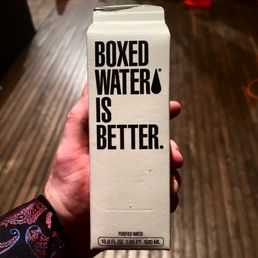 BOXED
WATER
IS
BETTER.
PURIFIED WATER
16.9 FL OZ 1.05 PT 500 ML